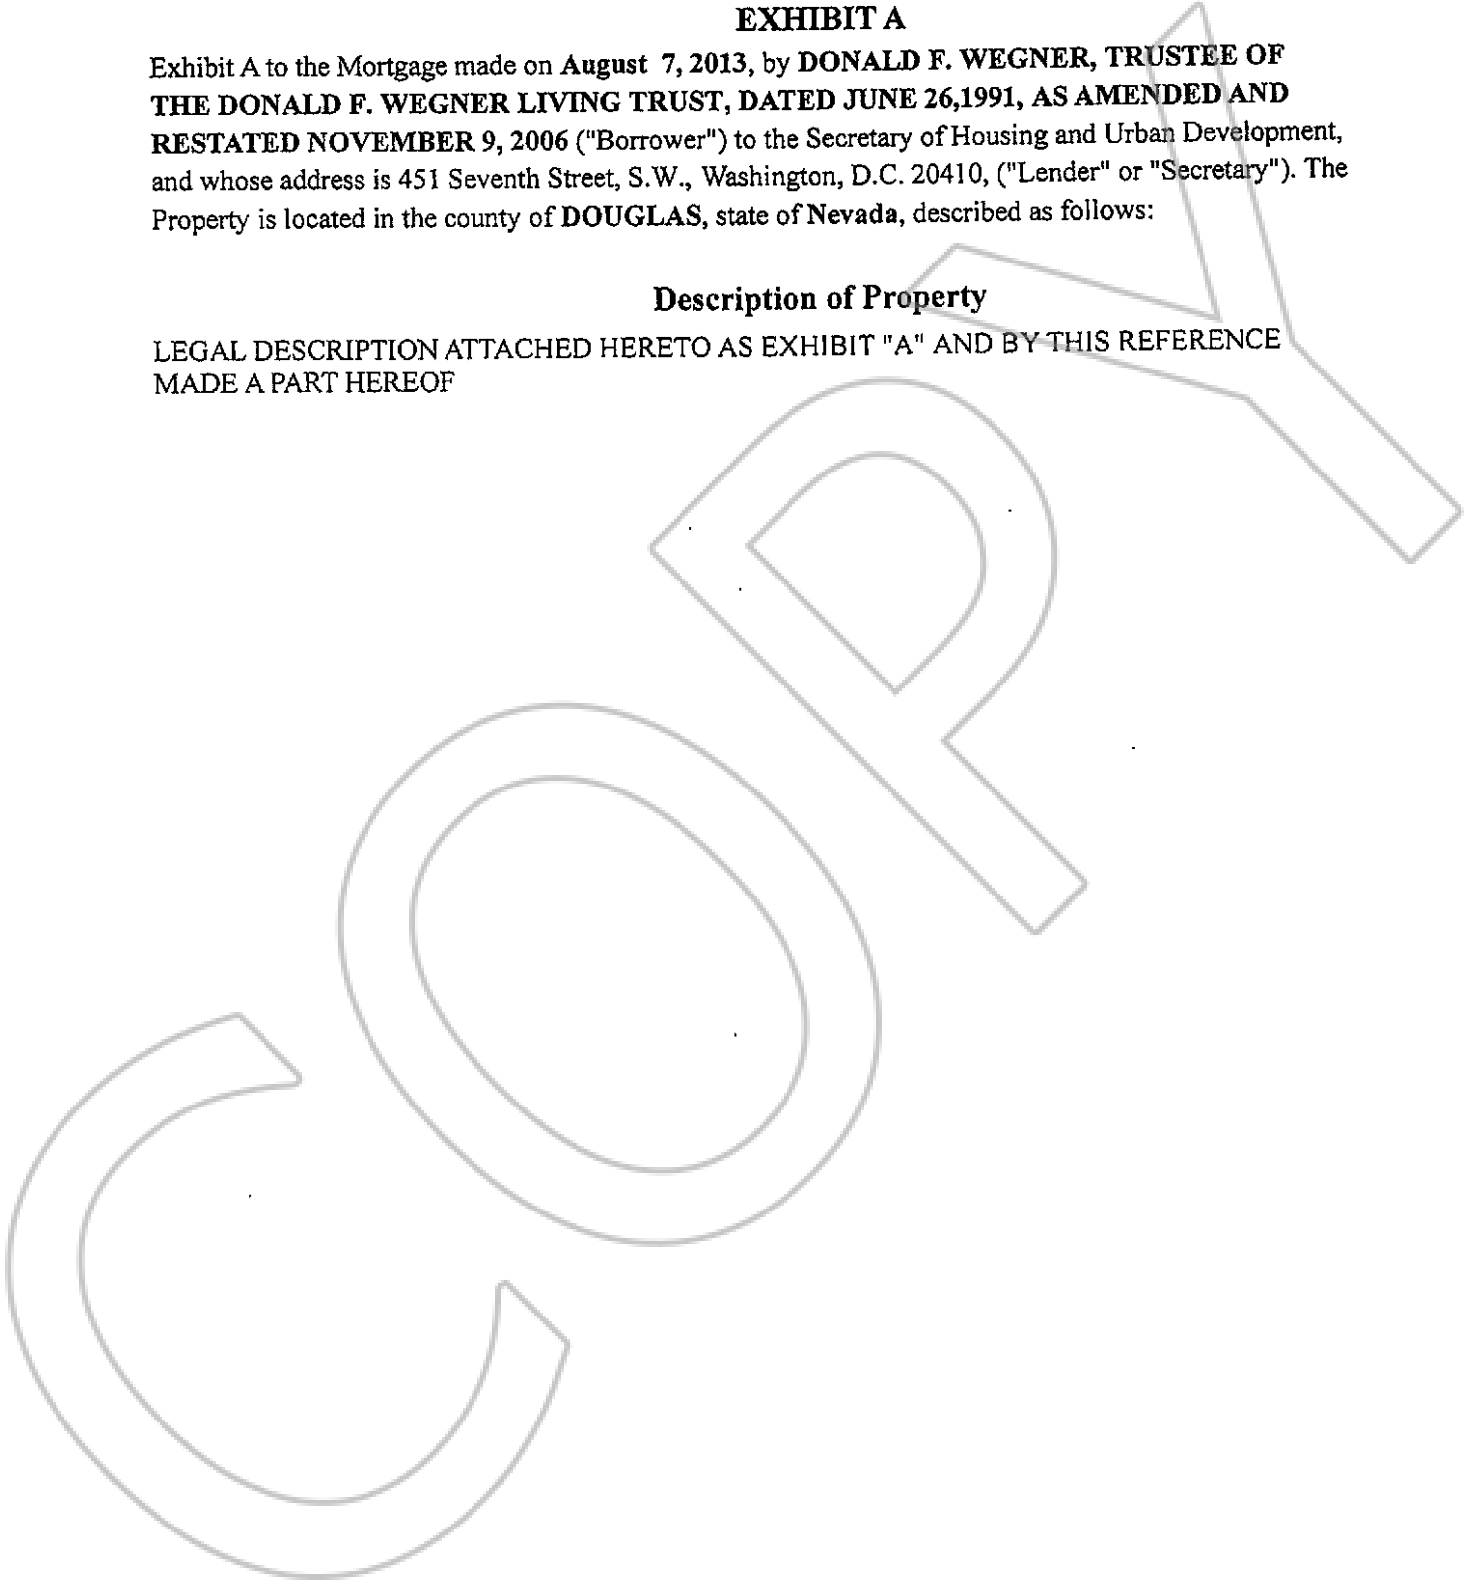 EXHIBIT A
Exhibit A to the Mortgage made on August 7, 2013, by DONALD F. WEGNER, TRUSTEE OF
THE DONALD F. WEGNER LIVING TRUST, DATED JUNE 26,1991, AS AMENDED AND
RESTATED NOVEMBER 9, 2006 ("Borrower") to the Secretary of Housing and Urban Development,
and whose address is 451 Seventh Street, S.W., Washington, D.C. 20410, ("Lender" or "Secretary"). The
Property is located in the county of DOUGLAS, state of Nevada, described as follows:
Description of Property
LEGAL DESCRIPTION ATTACHED HERETO AS EXHIBIT "A" AND BY THIS REFERENCE
MADE A PART HEREOF
COPY